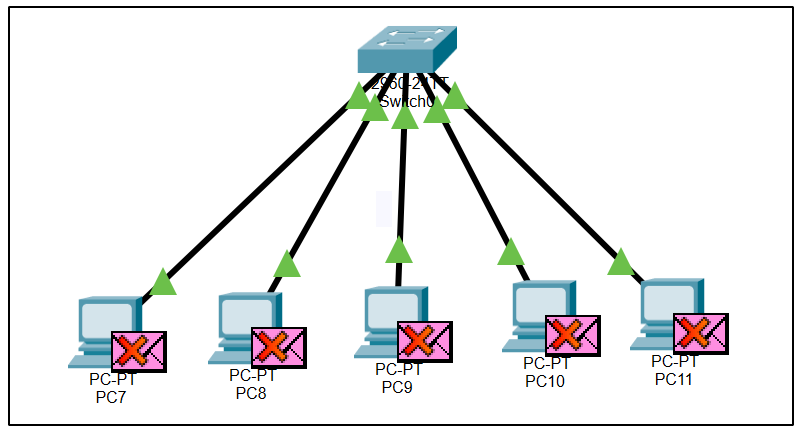 2960-24TT
Switch0
PC-PT
PC7
PC-PT
PC8
PC-PT
PC9
PC-PT
PC10
PC-PT
PC11